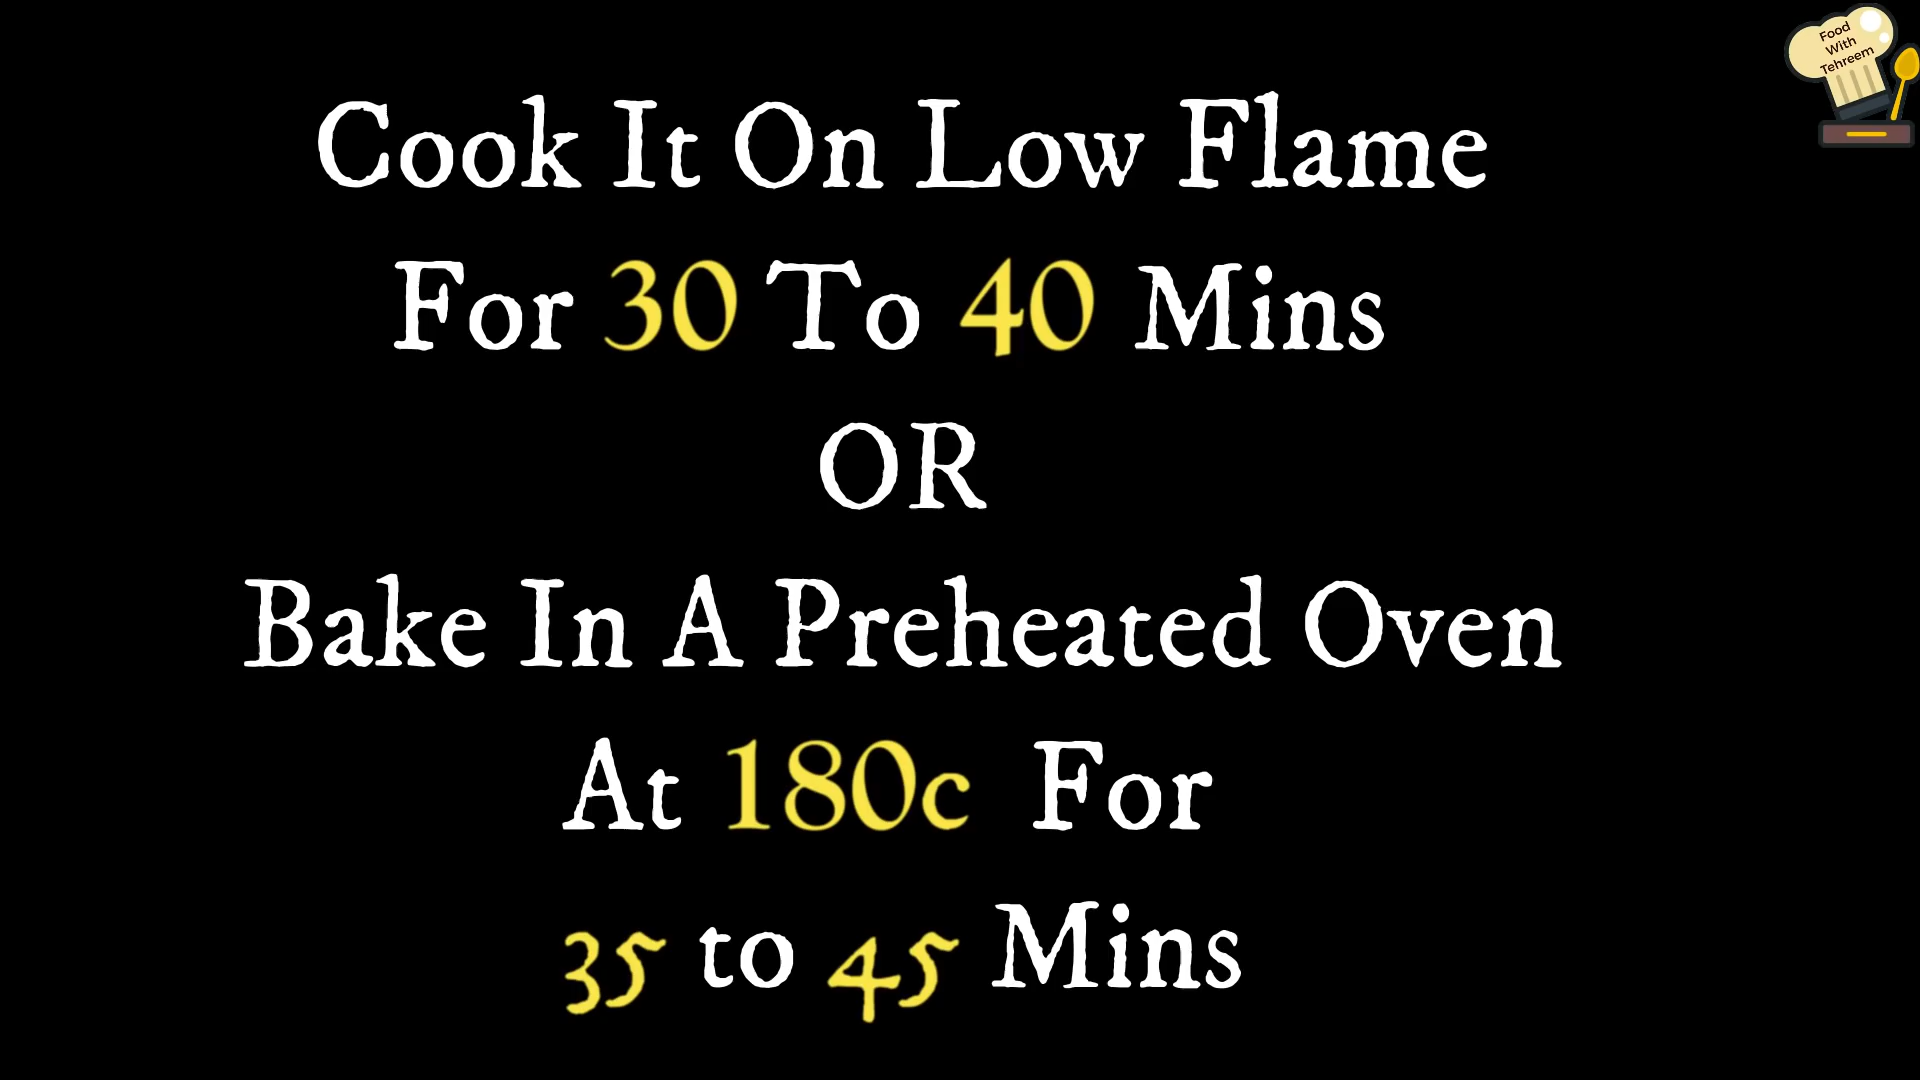 Food
With
Tehreem
Cook It On Low Flame
For 30 To 40 Mins
OR
Bake In A Preheated Oven
At 180c For
35 to 45 Mins